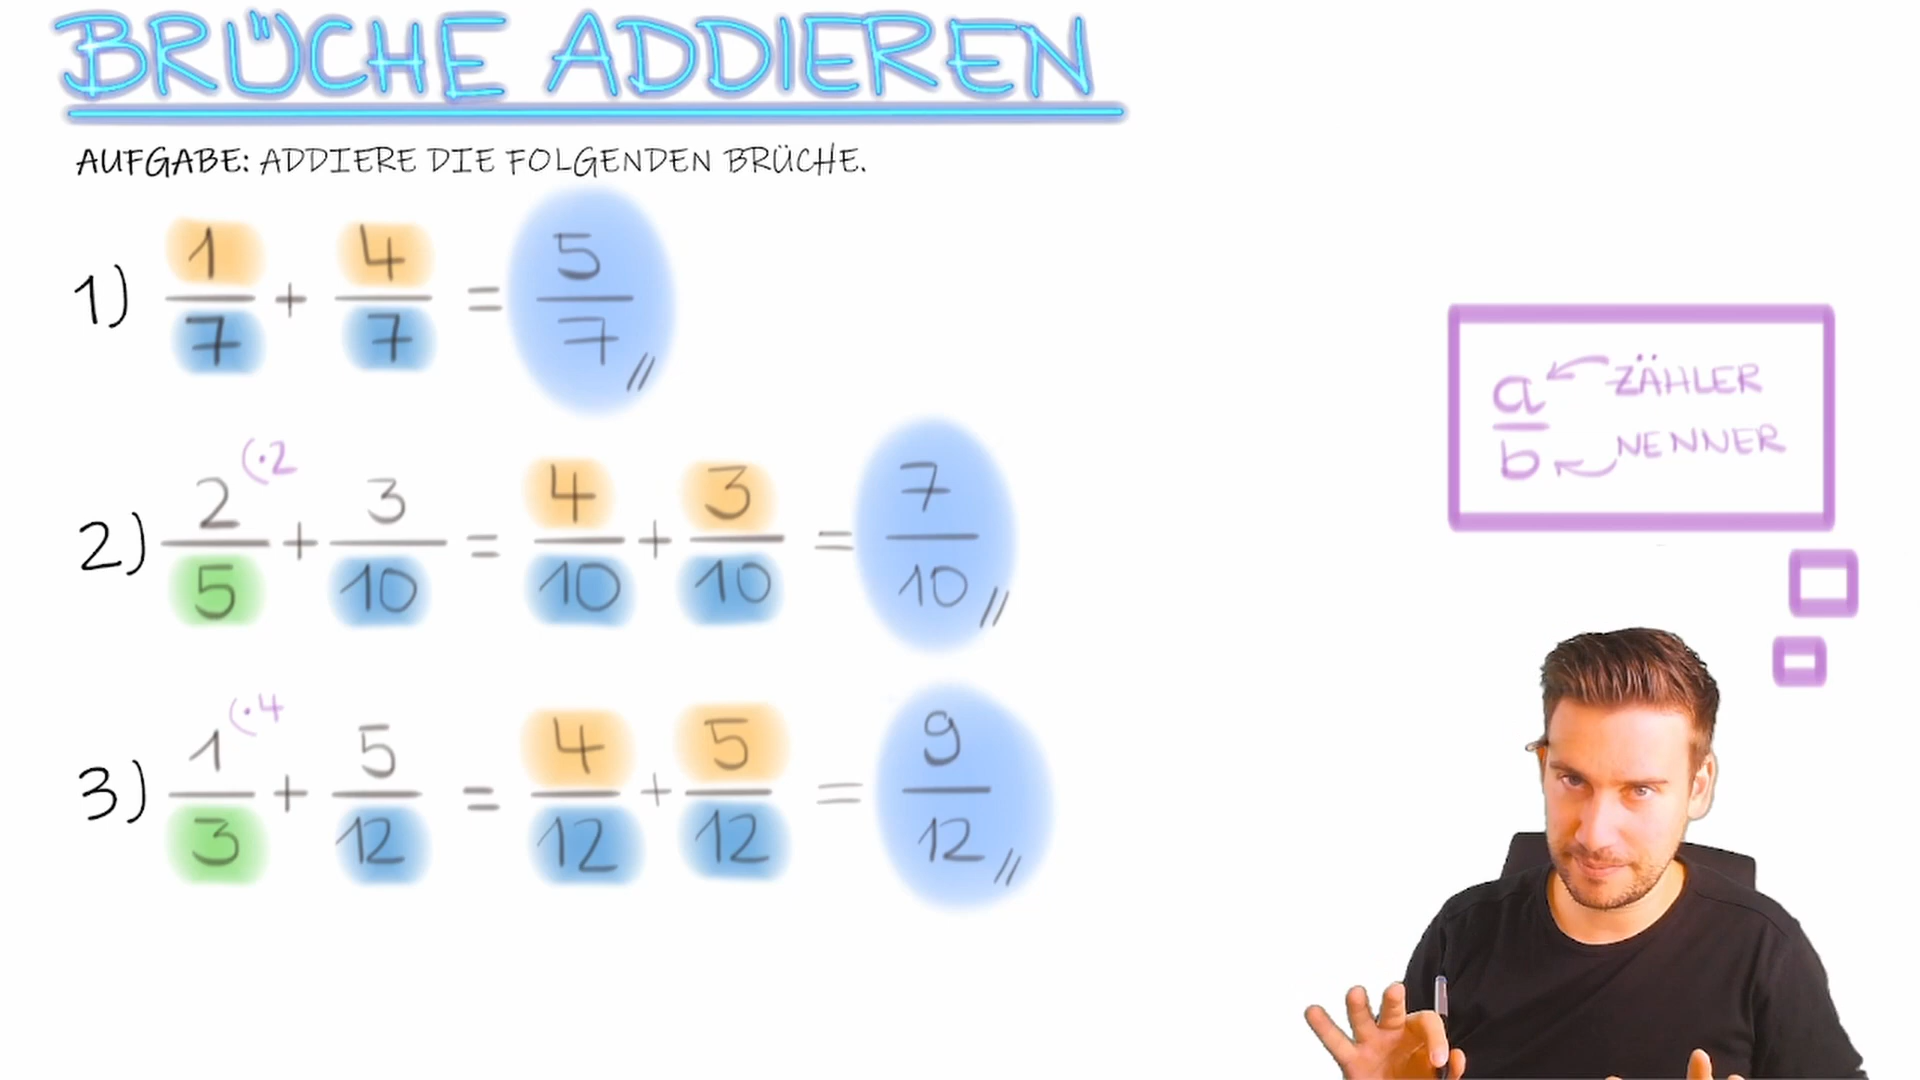 BRÜCHE ADDIEREN
AUFGABE: ADDIERE DIE FOLGENDEN BRÜCHE.
1) 1/7 + 4/7 = 5/7 //
a ← ZÄHLER
b ← NENNER
(·2
2) 2/5 + 3/10 = 4/10 + 3/10 = 7/10 //
(·4
3) 1/3 + 5/12 = 4/12 + 5/12 = 9/12 //